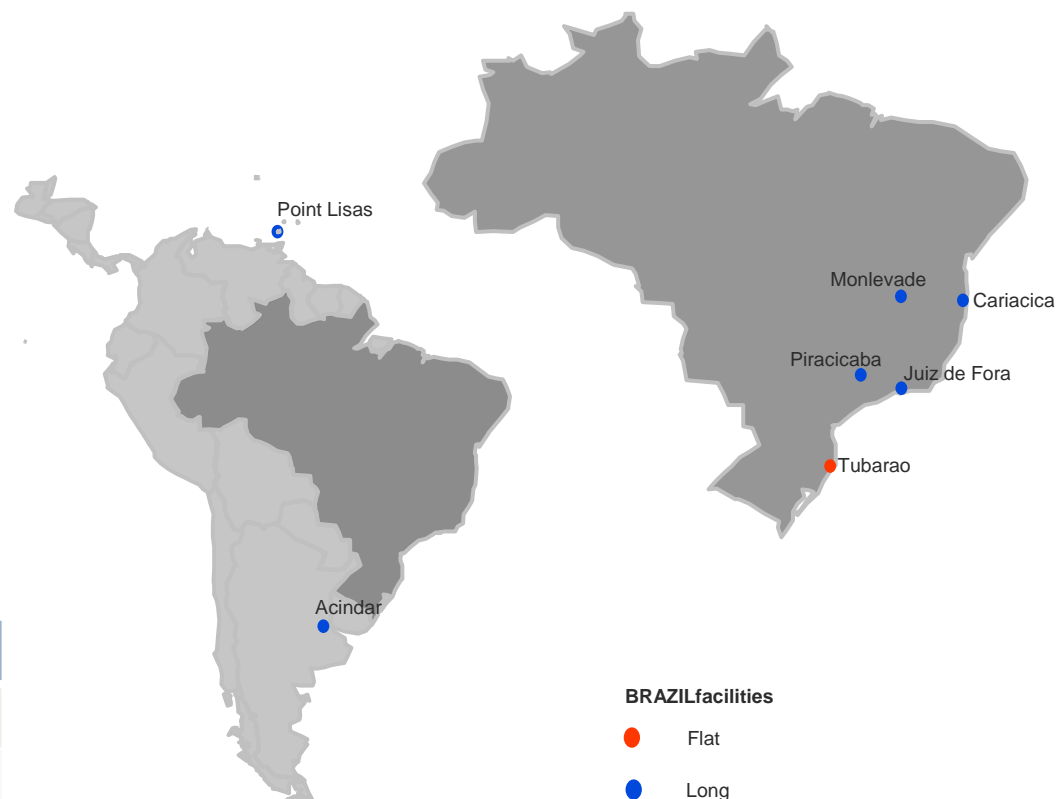 Point Lisas
Monlevade
Cariacica
Piracicaba
Juiz de Fora
Tubarao
Acindar
BRAZILfacilities
Flat
Long